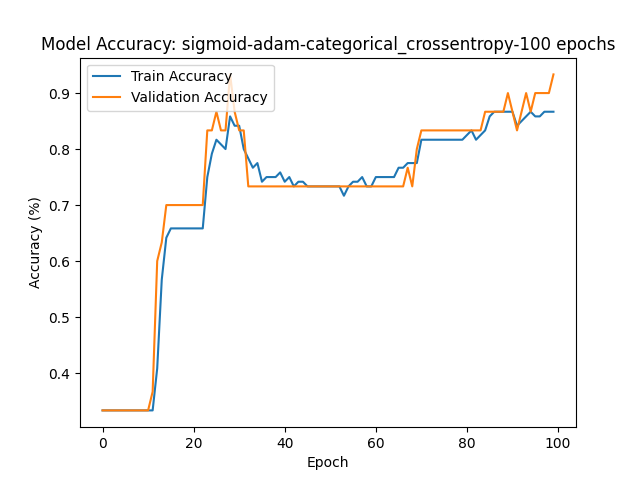 Model Accuracy: sigmoid-adam-categorical_crossentropy-100 epochs
Train Accuracy
Validation Accuracy
0.9
0.8
0.7
0.6
0.5
0.4
Accuracy (%)
0 20 40 60 80 100
Epoch